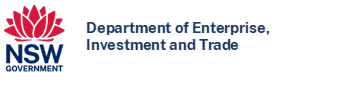 Department of Enterprise,
Investment and Trade
NSW
GOVERNMENT